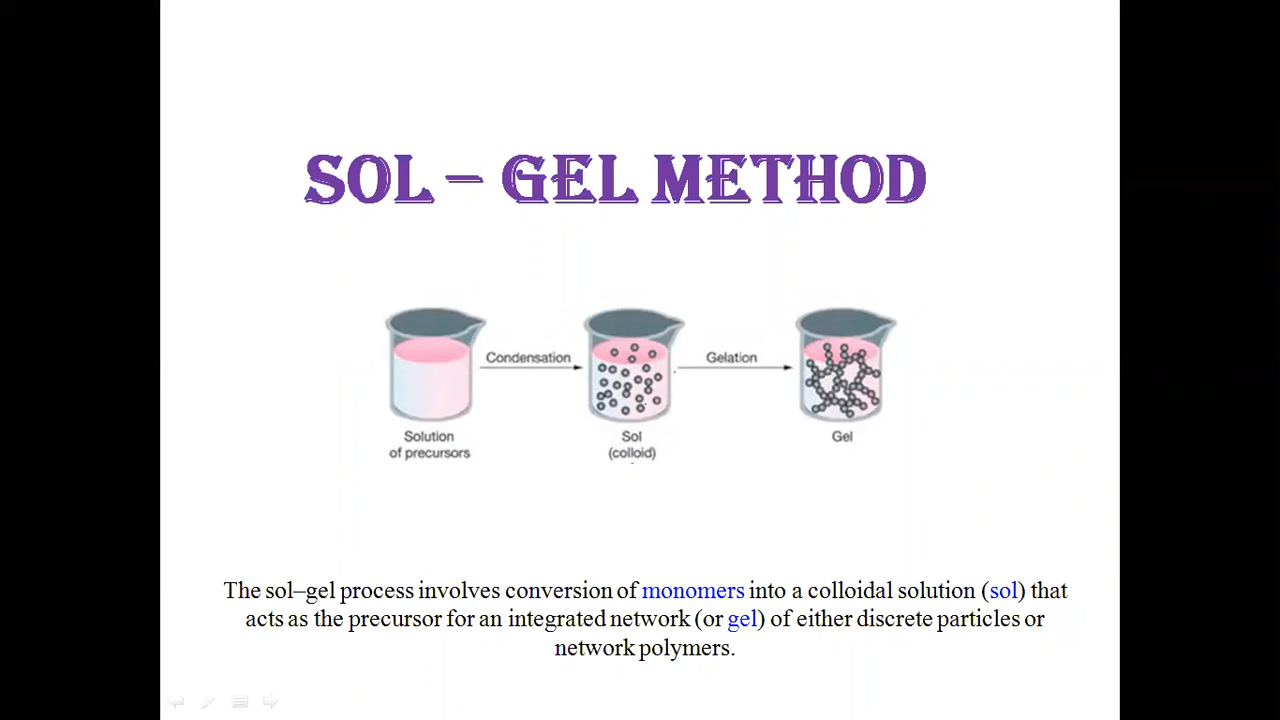 SOL – GEL METHOD
Condensation
Gelation
Solution
of precursors
Sol
(colloid)
Gel
The sol–gel process involves conversion of monomers into a colloidal solution (sol) that
acts as the precursor for an integrated network (or gel) of either discrete particles or
network polymers.